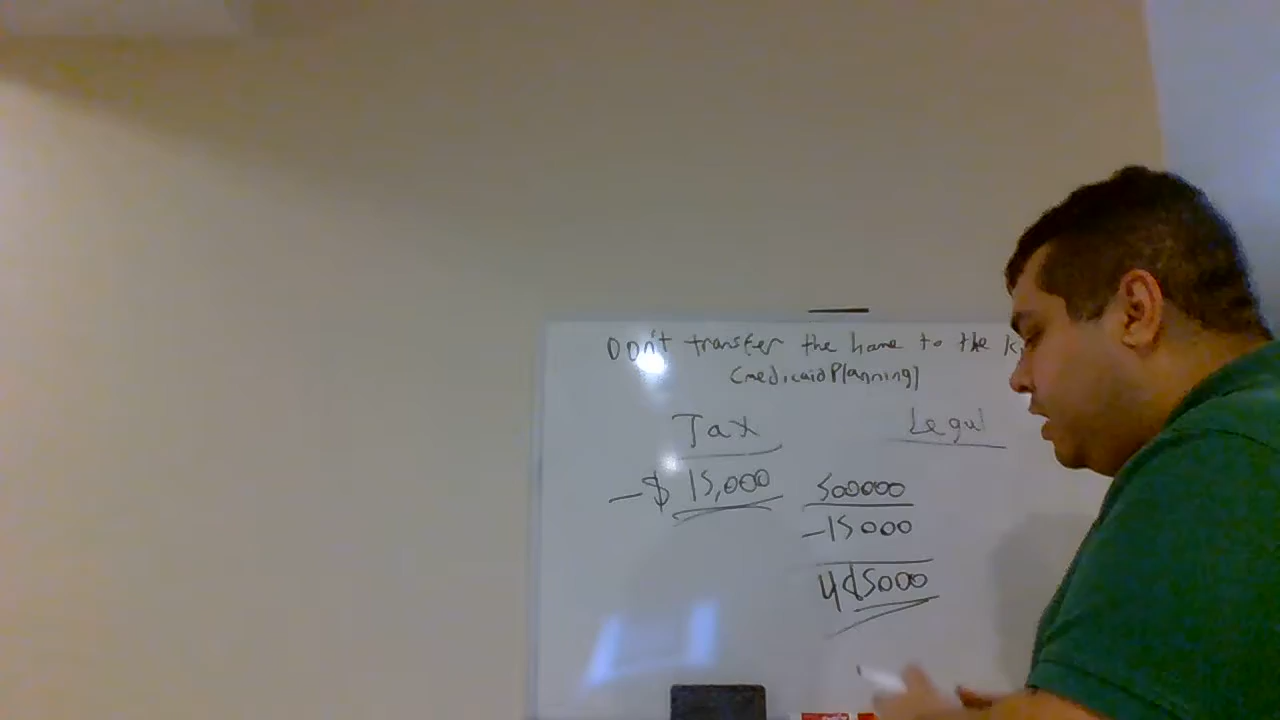 Don't transfer the home to the
(medicaid Planning)
Tax
Legal
- $ 15,000
500000
-15000
485000